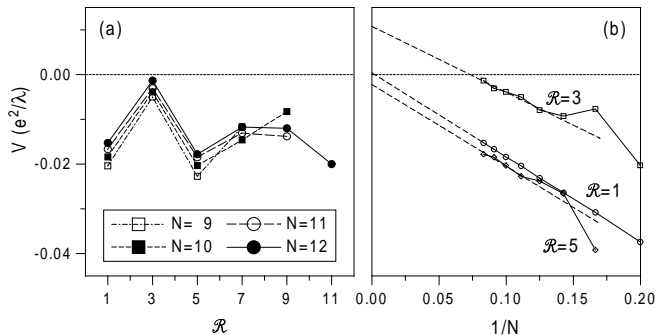 (a)
(b)
V (e²/λ)
0.00
-0.02
-0.04
N= 9
N=11
N=10
N=12
1 3 5 7 9 11
ℛ
ℛ=3
ℛ=1
ℛ=5
0.00 0.05 0.10 0.15 0.20
1/N